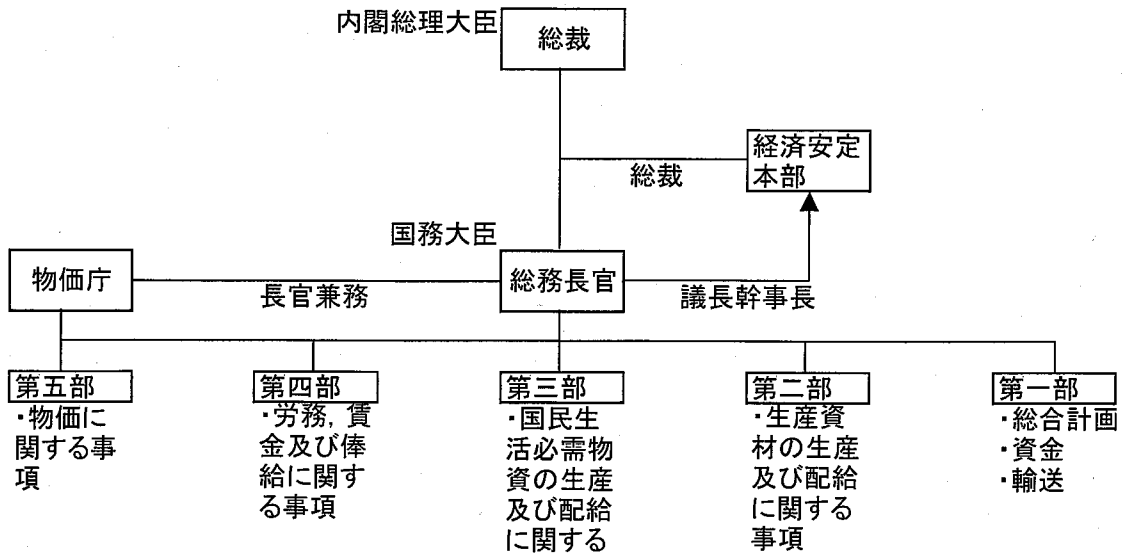 内閣総理大臣
総裁
経済安定
本部
総裁
国務大臣
物価庁
総務長官
長官兼務
議長幹事長
第五部
・物価に
関する事
項
第四部
・労務,賃
金及び俸
給に関す
る事項
第三部
・国民生
活必需物
資の生産
及び配給
に関する
第二部
・生産資
材の生産
及び配給
に関する
事項
第一部
・総合計画
・資金
・輸送